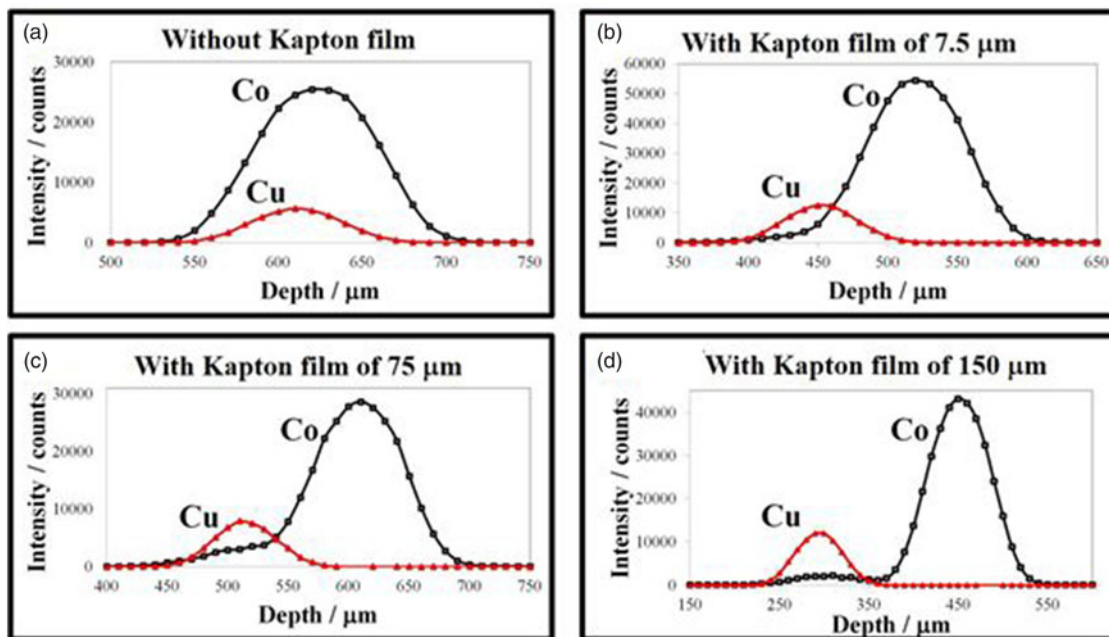 (a)
Without Kapton film
30000
20000
10000
0
500 550 600 650 700 750
Intensity / counts
Depth / μm
Co
Cu
(b)
With Kapton film of 7.5 μm
60000
50000
40000
30000
20000
10000
0
350 400 450 500 550 600 650
Intensity / counts
Depth / μm
Co
Cu
(c)
With Kapton film of 75 μm
30000
20000
10000
0
400 450 500 550 600 650 700 750
Intensity / counts
Depth / μm
Co
Cu
(d)
With Kapton film of 150 μm
40000
30000
20000
10000
0
150 250 350 450 550
Intensity / counts
Depth / μm
Co
Cu